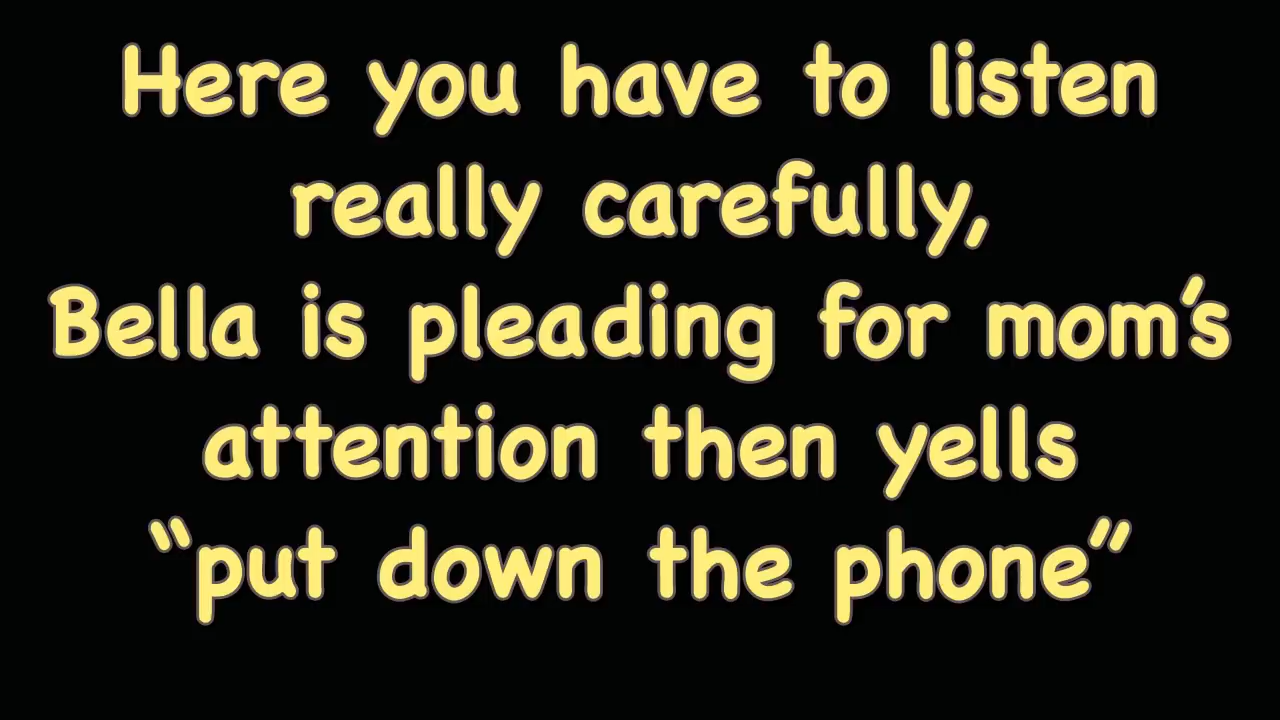 Here you have to listen
really carefully,
Bella is pleading for mom’s
attention then yells
“put down the phone”